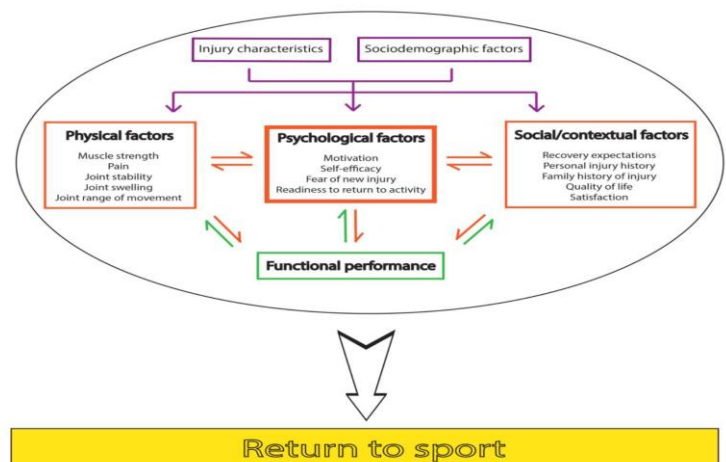 Injury characteristics
Sociodemographic factors
Physical factors
Muscle strength
Pain
Joint stability
Joint swelling
Joint range of movement
Psychological factors
Motivation
Self-efficacy
Fear of new injury
Readiness to return to activity
Social/contextual factors
Recovery expectations
Personal injury history
Family history of injury
Quality of life
Satisfaction
Functional performance
Return to sport